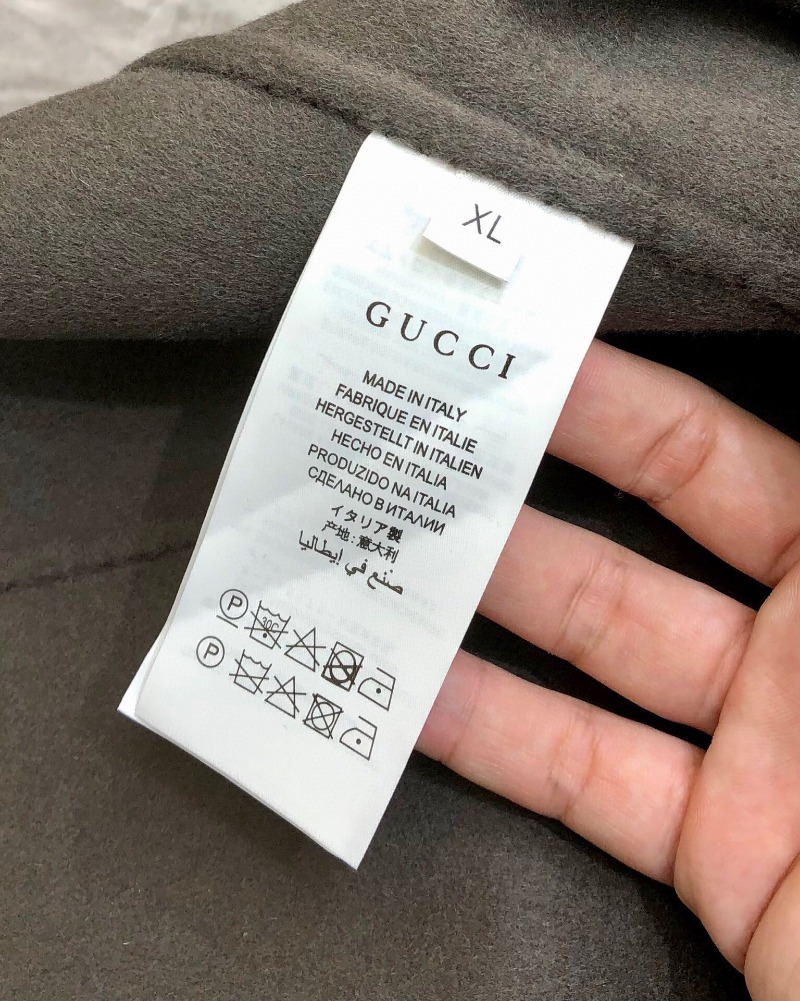 XL
GUCCI
MADE IN ITALY
FABRIQUE EN ITALIE
HERGESTELLT IN ITALIEN
HECHO EN ITALIA
PRODUZIDO NA ITALIA
СДЕЛАНО В ИТАЛИИ
イタリア製
产地:意大利
صنع في إيطاليا
P 30C
P